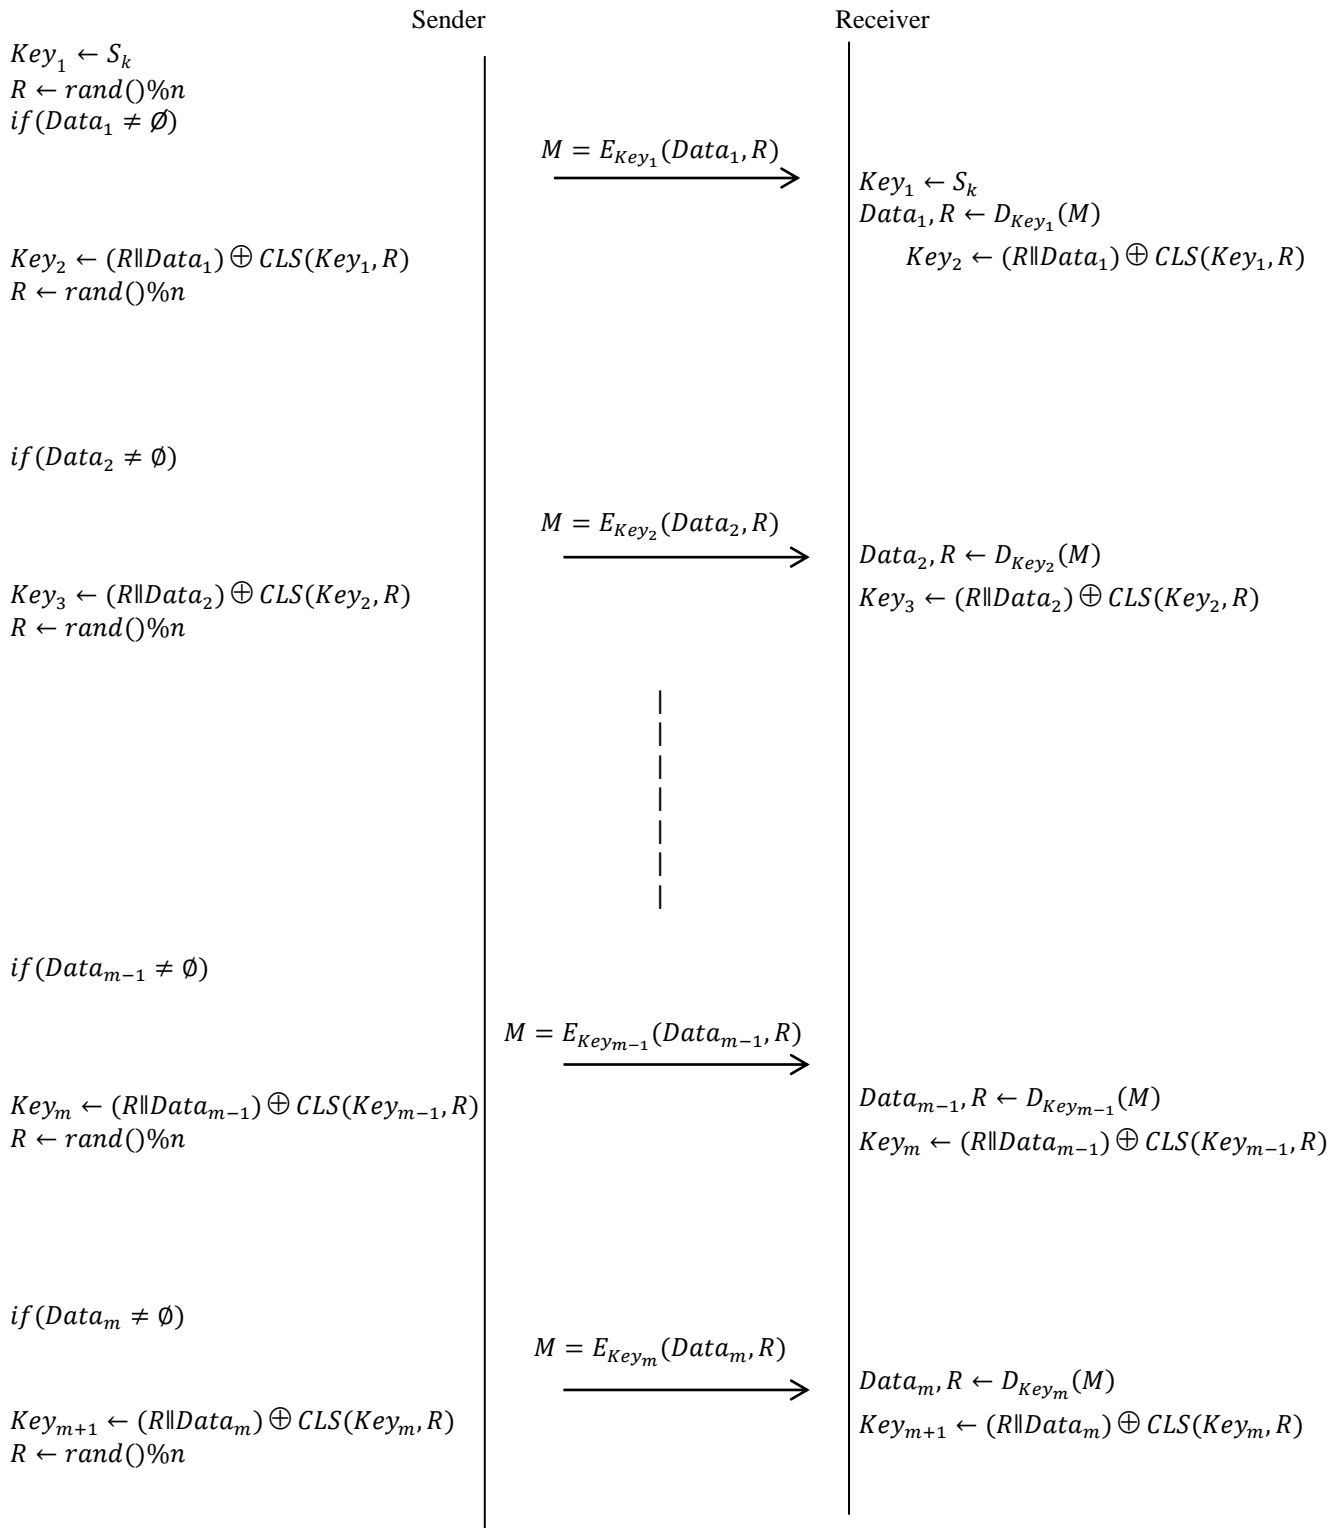 Sender
Receiver
Key₁ ← Sₖ
R ← rand()%n
if(Data₁ ≠ ∅)
M = E_{Key₁}(Data₁, R)
Key₁ ← Sₖ
Data₁, R ← D_{Key₁}(M)
Key₂ ← (R‖Data₁) ⊕ CLS(Key₁, R)
Key₂ ← (R‖Data₁) ⊕ CLS(Key₁, R)
R ← rand()%n
if(Data₂ ≠ ∅)
M = E_{Key₂}(Data₂, R)
Data₂, R ← D_{Key₂}(M)
Key₃ ← (R‖Data₂) ⊕ CLS(Key₂, R)
Key₃ ← (R‖Data₂) ⊕ CLS(Key₂, R)
R ← rand()%n
if(Data_{m−1} ≠ ∅)
M = E_{Key_{m−1}}(Data_{m−1}, R)
Data_{m−1}, R ← D_{Key_{m−1}}(M)
Key_m ← (R‖Data_{m−1}) ⊕ CLS(Key_{m−1}, R)
Key_m ← (R‖Data_{m−1}) ⊕ CLS(Key_{m−1}, R)
R ← rand()%n
if(Data_m ≠ ∅)
M = E_{Key_m}(Data_m, R)
Data_m, R ← D_{Key_m}(M)
Key_{m+1} ← (R‖Data_m) ⊕ CLS(Key_m, R)
Key_{m+1} ← (R‖Data_m) ⊕ CLS(Key_m, R)
R ← rand()%n